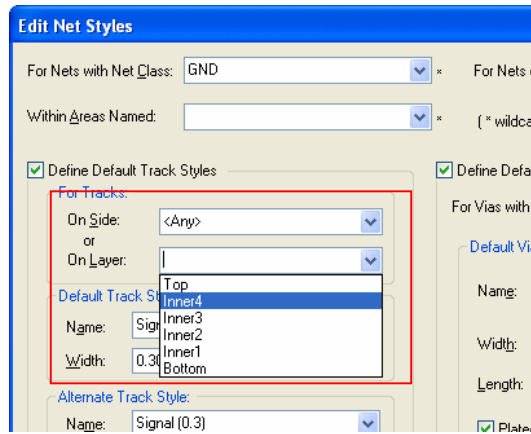 Edit Net Styles
For Nets with Net Class: GND * For Nets
Within Areas Named: * ( * wildca
Define Default Track Styles Define Defa
For Tracks: For Vias with
On Side: <Any>
or Default Vi
On Layer:
Top
Default Track St Inner4 Name:
Inner3
Name: Sign Inner2
Inner1 Width:
Width: 0.30 Bottom
Length:
Alternate Track Style:
Name: Signal (0.3) Plate